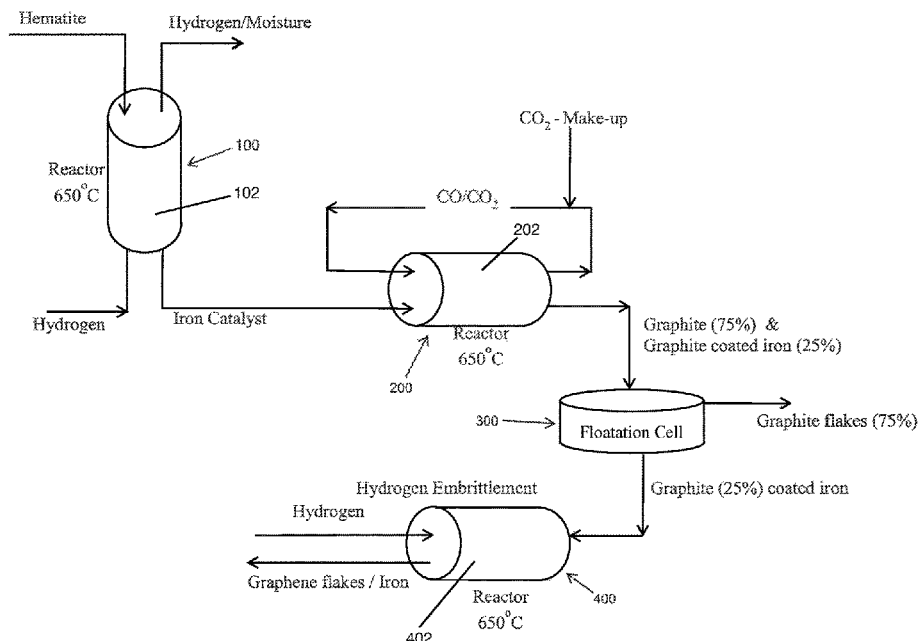 Hematite
Hydrogen/Moisture
100
Reactor
650°C
102
Hydrogen
Iron Catalyst
CO₂ - Make-up
CO/CO₂
202
Reactor
650°C
200
Graphite (75%) &
Graphite coated iron (25%)
300
Floatation Cell
Graphite flakes (75%)
Graphite (25%) coated iron
Hydrogen Embrittlement
Hydrogen
Graphene flakes / Iron
Reactor
650°C
400
402